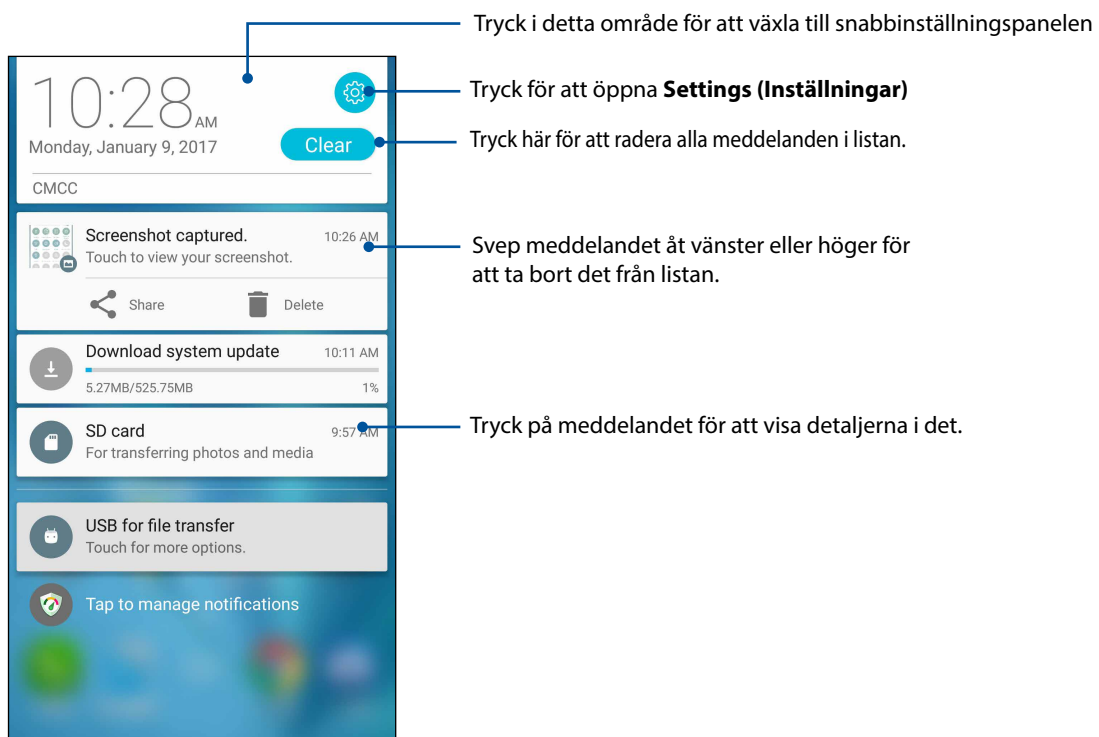 Tryck i detta område för att växla till snabbinställningspanelen
10:28 AM
Tryck för att öppna Settings (Inställningar)
Monday, January 9, 2017
Clear
Tryck här för att radera alla meddelanden i listan.
CMCC
Screenshot captured.
10:26 AM
Touch to view your screenshot.
Svep meddelandet åt vänster eller höger för
att ta bort det från listan.
Share
Delete
Download system update
10:11 AM
5.27MB/525.75MB
1%
SD card
9:57 AM
For transferring photos and media
Tryck på meddelandet för att visa detaljerna i det.
USB for file transfer
Touch for more options.
Tap to manage notifications